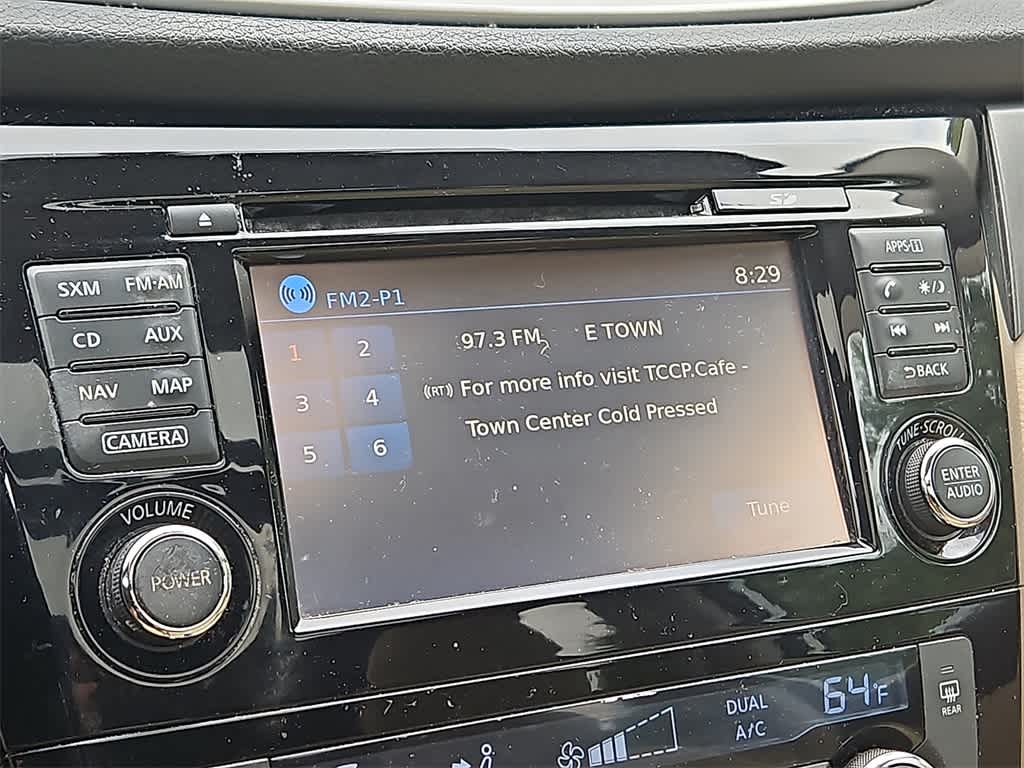 SD
APPS·i
SXM FM·AM
CD AUX
NAV MAP
CAMERA
VOLUME
POWER
FM2-P1
8:29
1 2
3 4
5 6
97.3 FM E TOWN
((RT)) For more info visit TCCP.Cafe -
Town Center Cold Pressed
Tune
BACK
TUNE·SCROLL
ENTER
AUDIO
DUAL
A/C
64°F
REAR